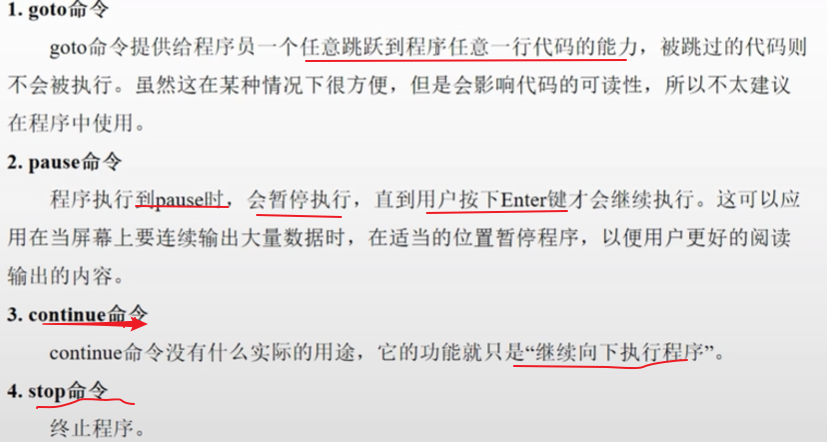 1. goto命令
goto命令提供给程序员一个任意跳跃到程序任意一行代码的能力，被跳过的代码则
不会被执行。虽然这在某种情况下很方便，但是会影响代码的可读性，所以不太建议
在程序中使用。
2. pause命令
程序执行到pause时，会暂停执行，直到用户按下Enter键才会继续执行。这可以应
用在当屏幕上要连续输出大量数据时，在适当的位置暂停程序，以便用户更好的阅读
输出的内容。
3. continue命令
continue命令没有什么实际的用途，它的功能就只是“继续向下执行程序”。
4. stop命令
终止程序。